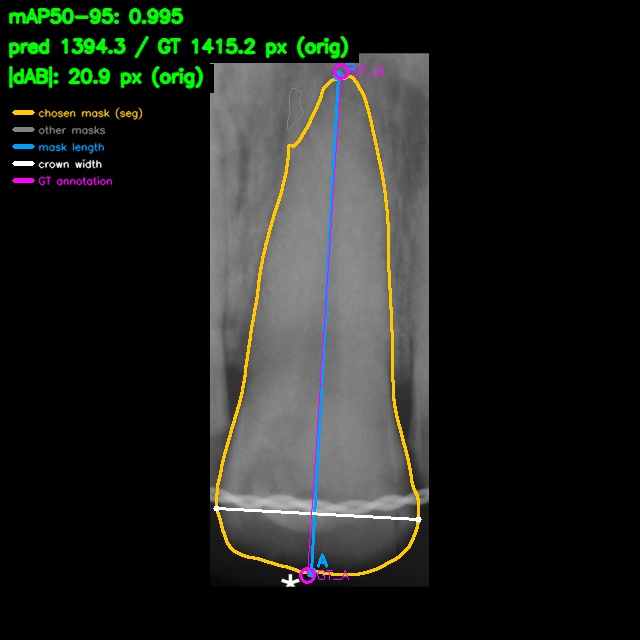 mAP50-95: 0.995
pred 1394.3 / GT 1415.2 px (orig)
|dAB|: 20.9 px (orig)
chosen mask (seg)
other masks
mask length
crown width
GT annotation
A
GT_A